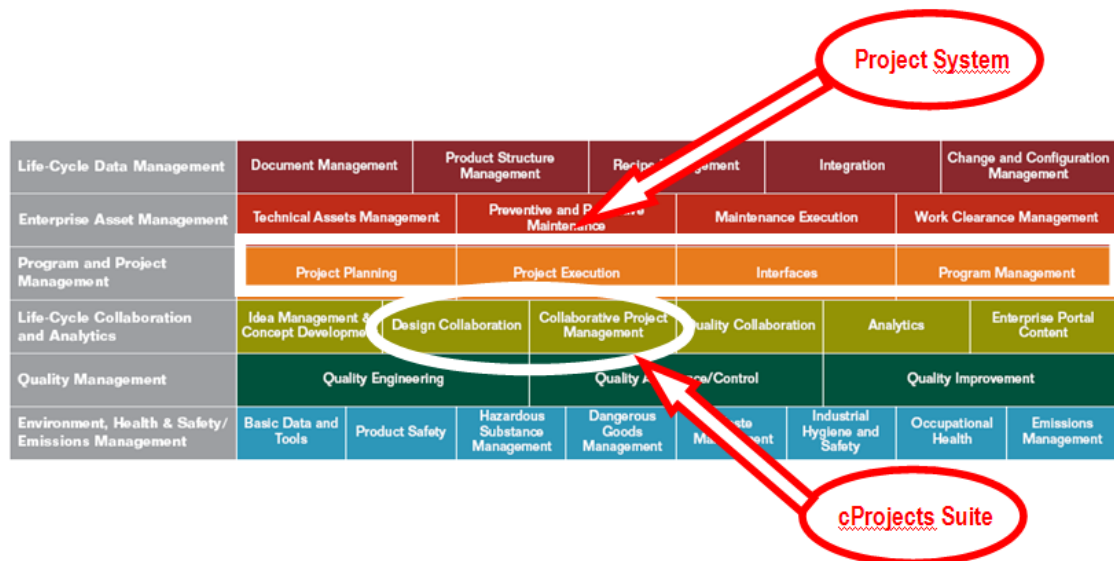 Project System
Life-Cycle Data Management
Document Management
Product Structure
Management
Integration
Change and Configuration
Management
Enterprise Asset Management
Technical Assets Management
Preventive and
Maintenance
Maintenance Execution
Work Clearance Management
Program and Project
Management
Project Planning
Project Execution
Interfaces
Program Management
Life-Cycle Collaboration
and Analytics
Idea Management &
Concept Development
Design Collaboration
Collaborative Project
Management
Quality Collaboration
Analytics
Enterprise Portal
Content
Quality Management
Quality Engineering
Quality /Control
Quality Improvement
Environment, Health & Safety/
Emissions Management
Basic Data and
Tools
Product Safety
Hazardous
Substance
Management
Dangerous
Goods
Management
Industrial
Hygiene and
Safety
Occupational
Health
Emissions
Management
cProjects Suite